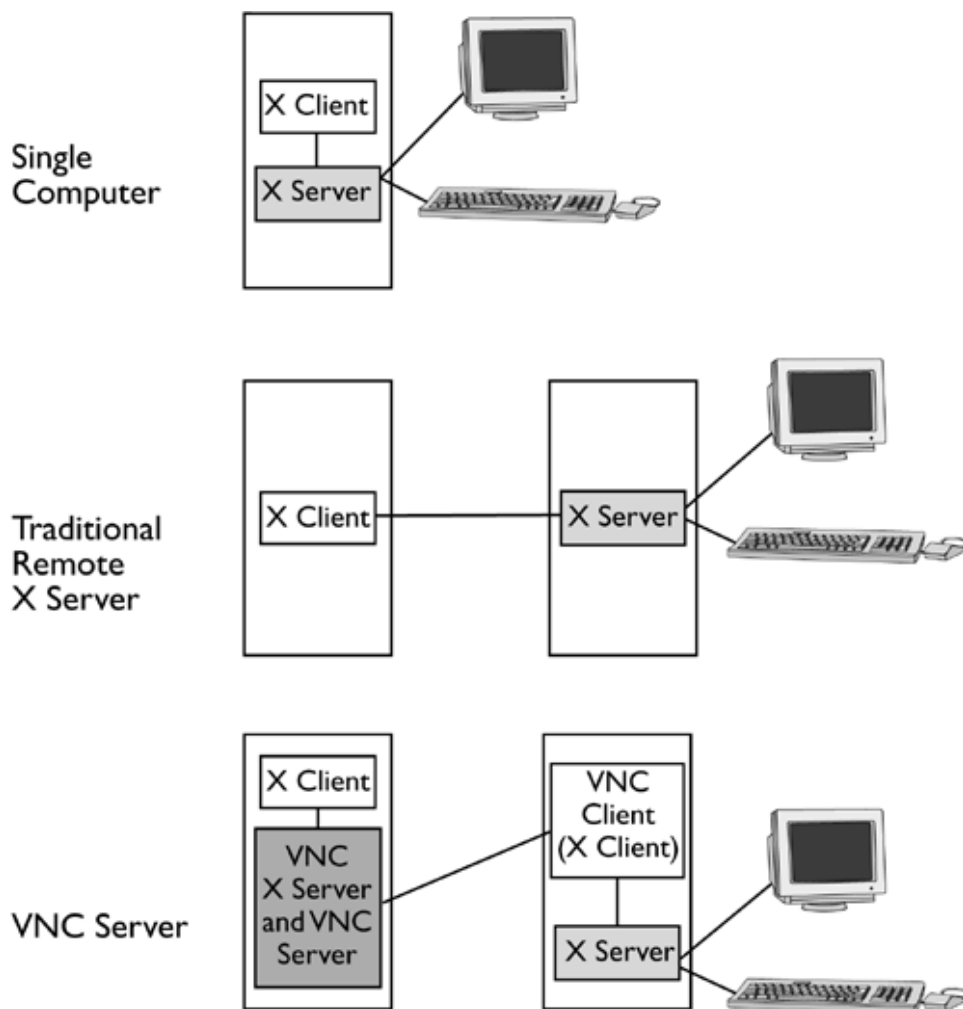 Single
Computer
X Client
X Server
Traditional
Remote
X Server
X Client
X Server
VNC Server
X Client
VNC
X Server
and VNC
Server
VNC
Client
(X Client)
X Server